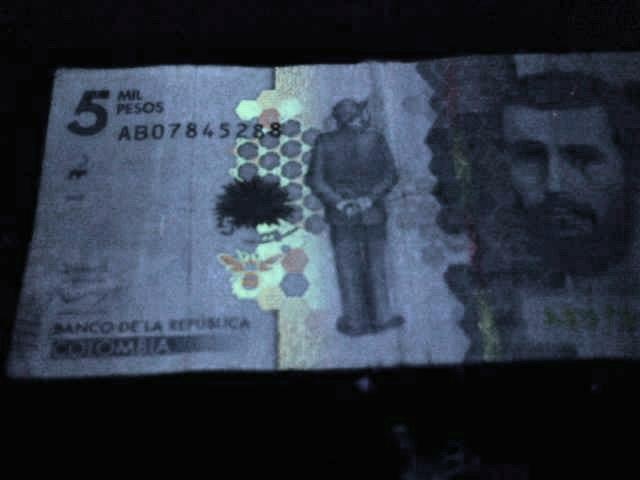 5 MIL
PESOS
AB07845288
BANCO DE LA REPÚBLICA
COLOMBIA